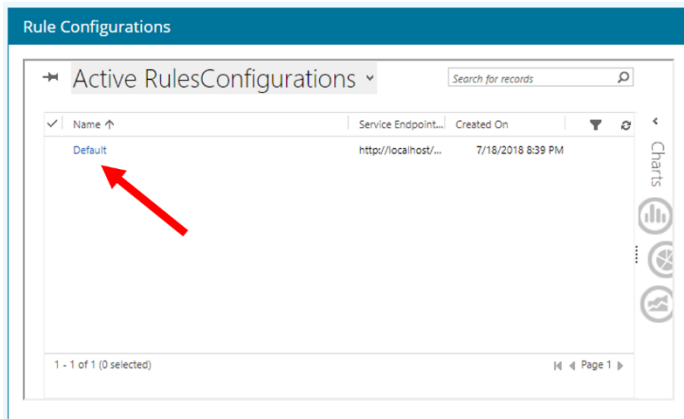 Rule Configurations
Active RulesConfigurations
Search for records
Name Service Endpoint... Created On
Default http://localhost/... 7/18/2018 8:39 PM
Charts
1 - 1 of 1 (0 selected) Page 1